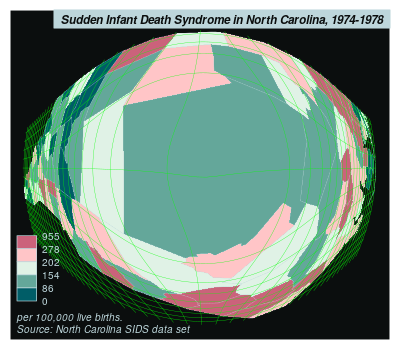 Sudden Infant Death Syndrome in North Carolina, 1974-1978
955
278
202
154
86
0
per 100,000 live births.
Source: North Carolina SIDS data set